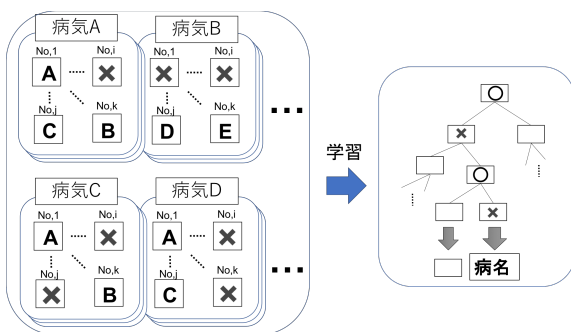 病気A
No,1 No,i
A ..... ×
No,j No,k
C B
病気B
No,1 No,i
× ..... ×
No,j No,k
D E
...
病気C
No,1 No,i
A ..... ×
No,j No,k
× B
病気D
No,1 No,i
A ..... ×
No,j No,k
C ×
...
学習
○
×
○
×
病名